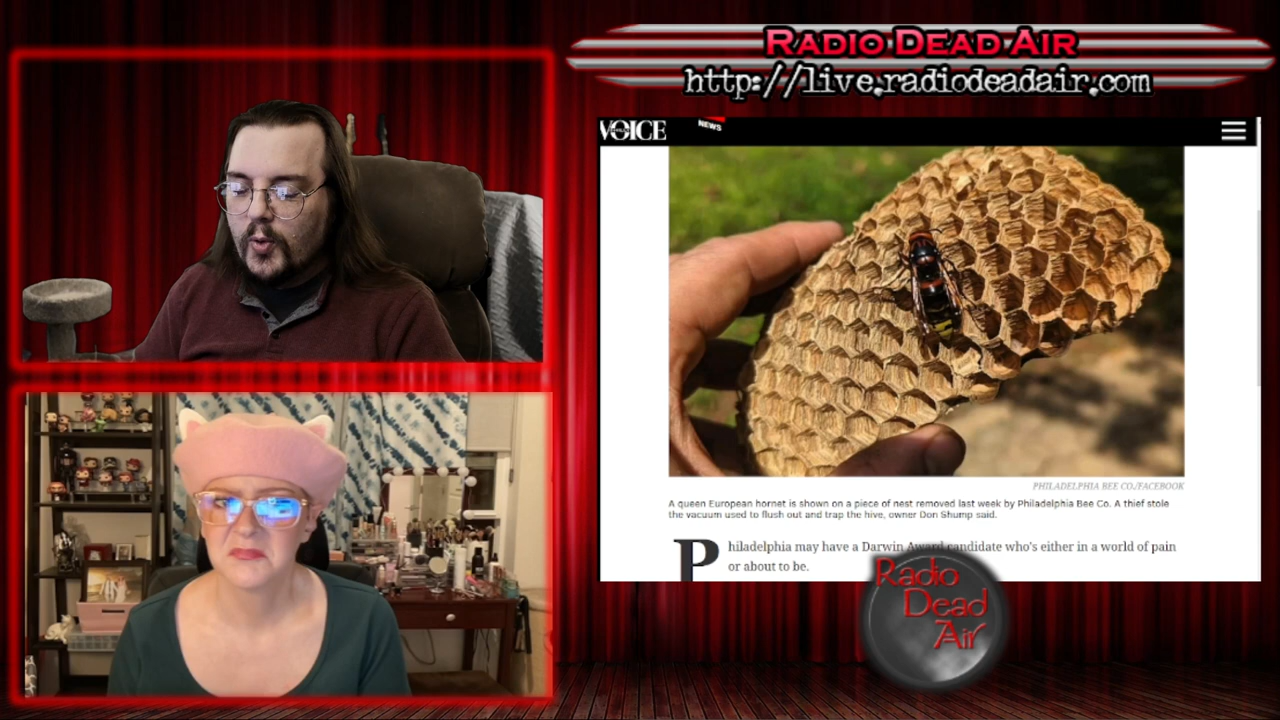 RADIO DEAD AIR
http://live.radiodeadair.com
VOICE
NEWS
PHILADELPHIA BEE CO./FACEBOOK
A queen European hornet is shown on a piece of nest removed last week by Philadelphia Bee Co. A thief stole
the vacuum used to flush out and trap the hive, owner Don Shump said.
Philadelphia may have a Darwin Award candidate who's either in a world of pain
or about to be.
Radio
Dead
Air